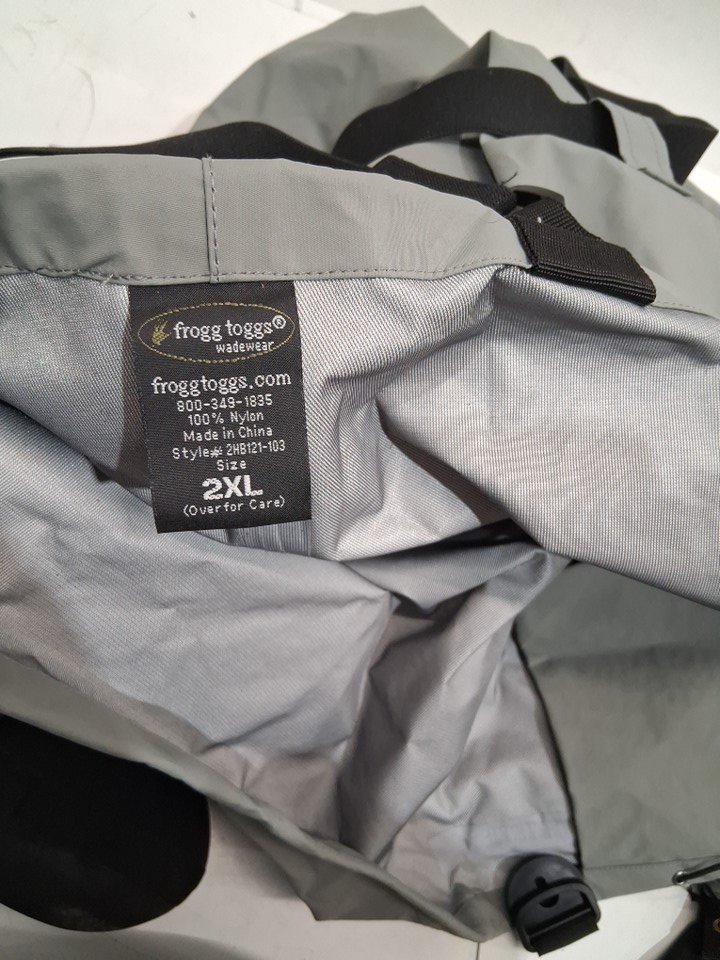 frogg toggs®
wadewear
froggtoggs.com
800-349-1835
100% Nylon
Made in China
Style#: 2HB121-103
Size
2XL
(Over for Care)